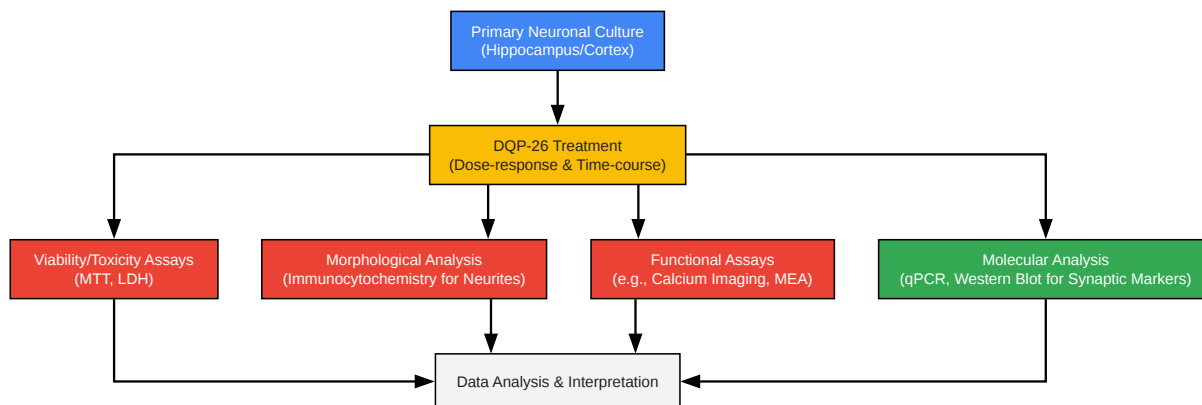 Primary Neuronal Culture
(Hippocampus/Cortex)
DQP-26 Treatment
(Dose-response & Time-course)
Viability/Toxicity Assays
(MTT, LDH)
Morphological Analysis
(Immunocytochemistry for Neurites)
Functional Assays
(e.g., Calcium Imaging, MEA)
Molecular Analysis
(qPCR, Western Blot for Synaptic Markers)
Data Analysis & Interpretation